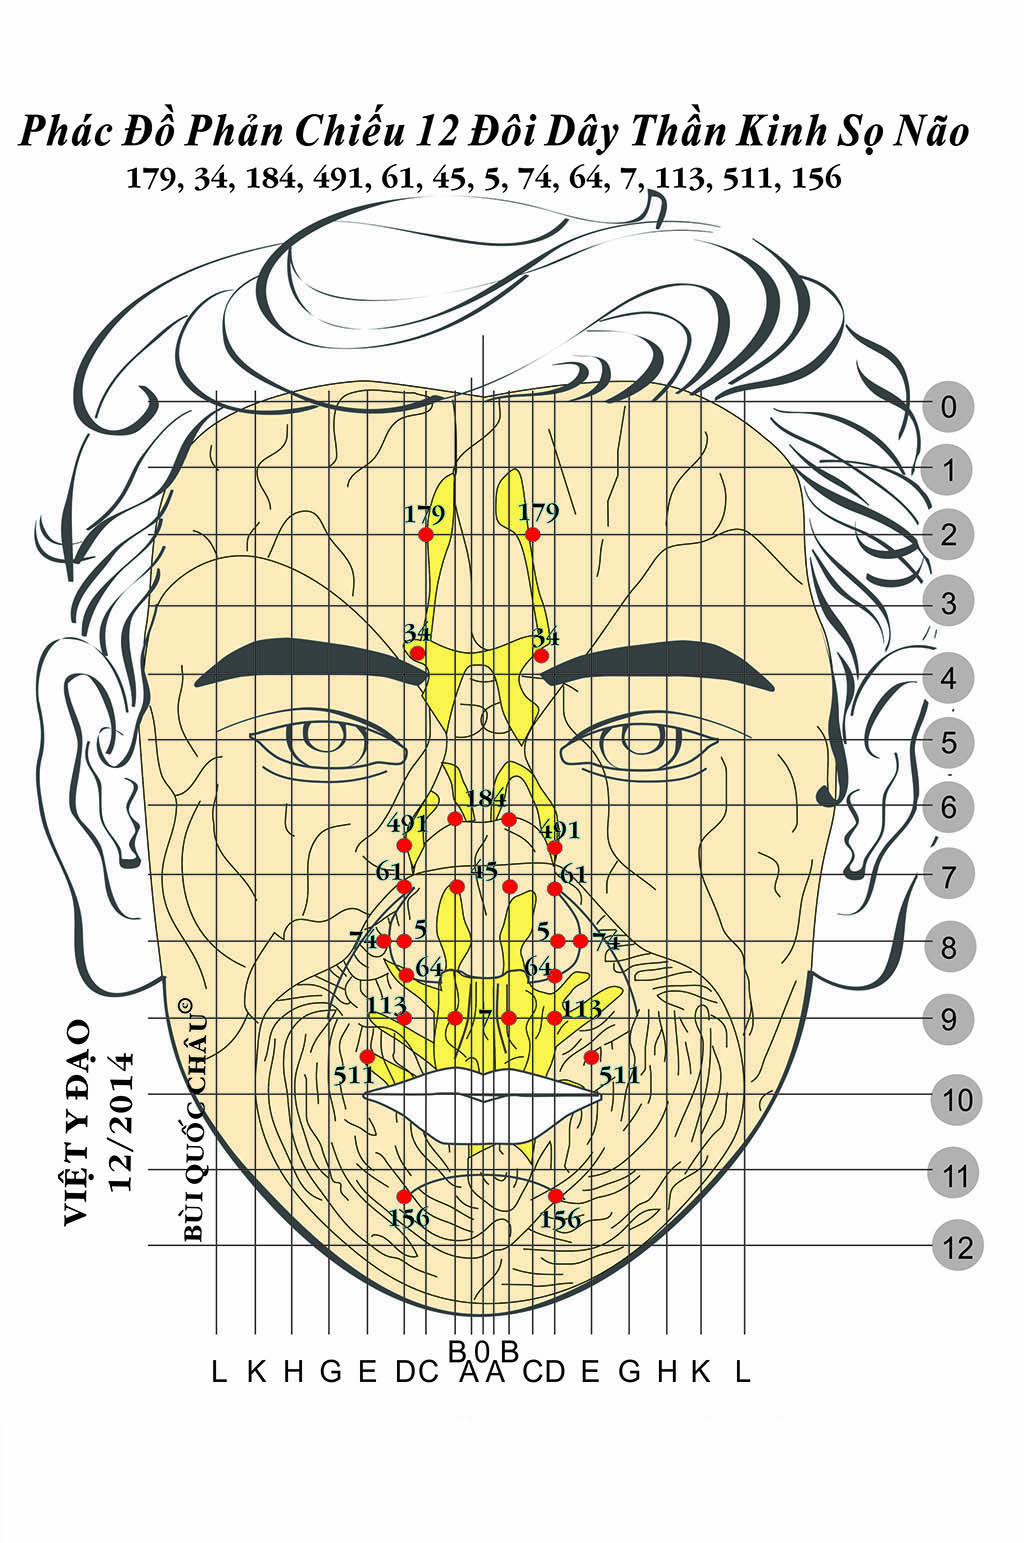 Phác Đồ Phản Chiếu 12 Đôi Dây Thần Kinh Sọ Não
179, 34, 184, 491, 61, 45, 5, 74, 64, 7, 113, 511, 156
0
1
179 179
2
3
34 34
4
5
6
184
491 491
61 45 61
7
74 5 5 74
8
64 64
113 7 113
9
511 511
10
11
156 156
12
B 0 B
L K H G E D C A A C D E G H K L
VIỆT Y ĐẠO
12/2014
BÙI QUỐC CHÂU©